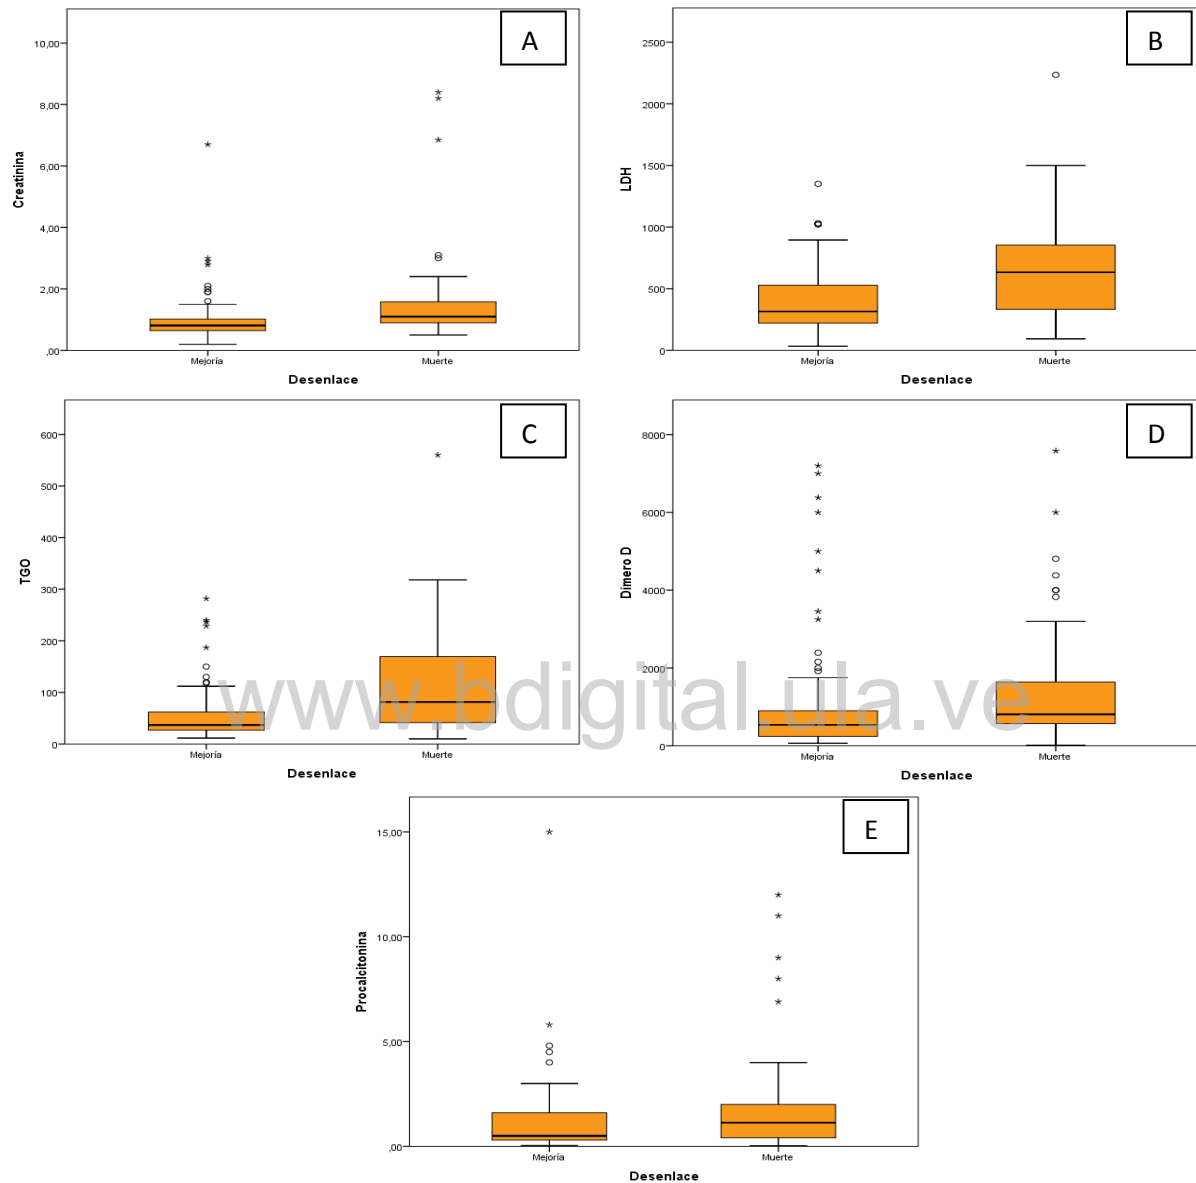 A
10,00
8,00
6,00
4,00
2,00
,00
Creatinina
Mejoría
Muerte
Desenlace
B
2500
2000
1500
1000
500
0
LDH
Mejoría
Muerte
Desenlace
C
600
500
400
300
200
100
0
TGO
Mejoría
Muerte
Desenlace
D
8000
6000
4000
2000
0
Dímero D
Mejoría
Muerte
Desenlace
www.bdigital.ula.ve
E
15,00
10,00
5,00
,00
Procalcitonina
Mejoría
Muerte
Desenlace